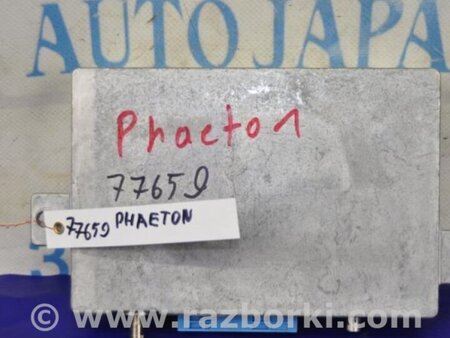 AUTO JAPA
Phaeton
77659
77659 PHAETON
www.razborki.com